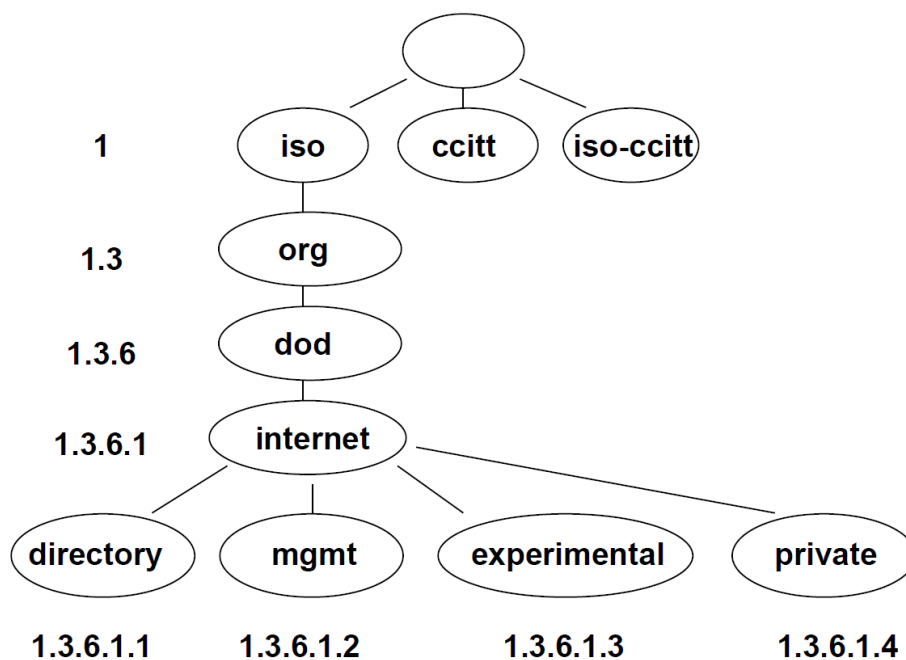 1 iso ccitt iso-ccitt
1.3 org
1.3.6 dod
1.3.6.1 internet
directory mgmt experimental private
1.3.6.1.1 1.3.6.1.2 1.3.6.1.3 1.3.6.1.4